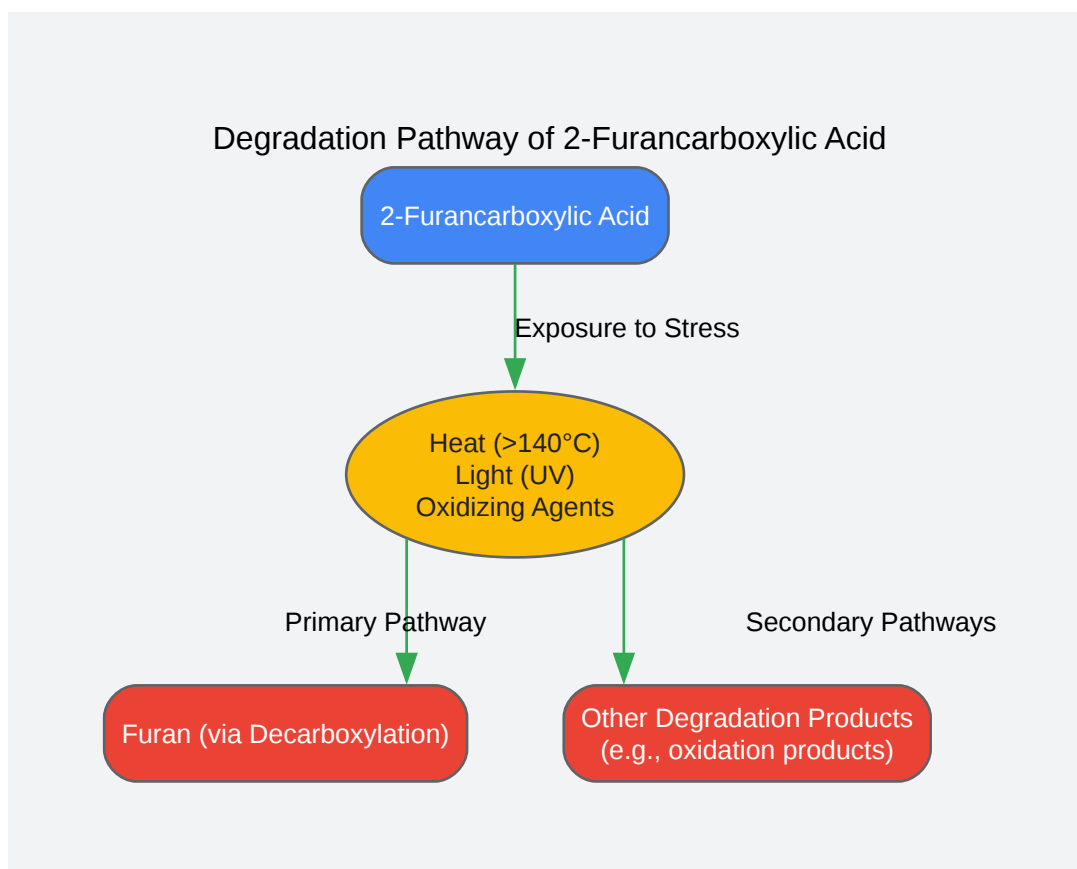 Degradation Pathway of 2-Furancarboxylic Acid
2-Furancarboxylic Acid
Exposure to Stress
Heat (>140°C)
Light (UV)
Oxidizing Agents
Primary Pathway
Secondary Pathways
Furan (via Decarboxylation)
Other Degradation Products
(e.g., oxidation products)